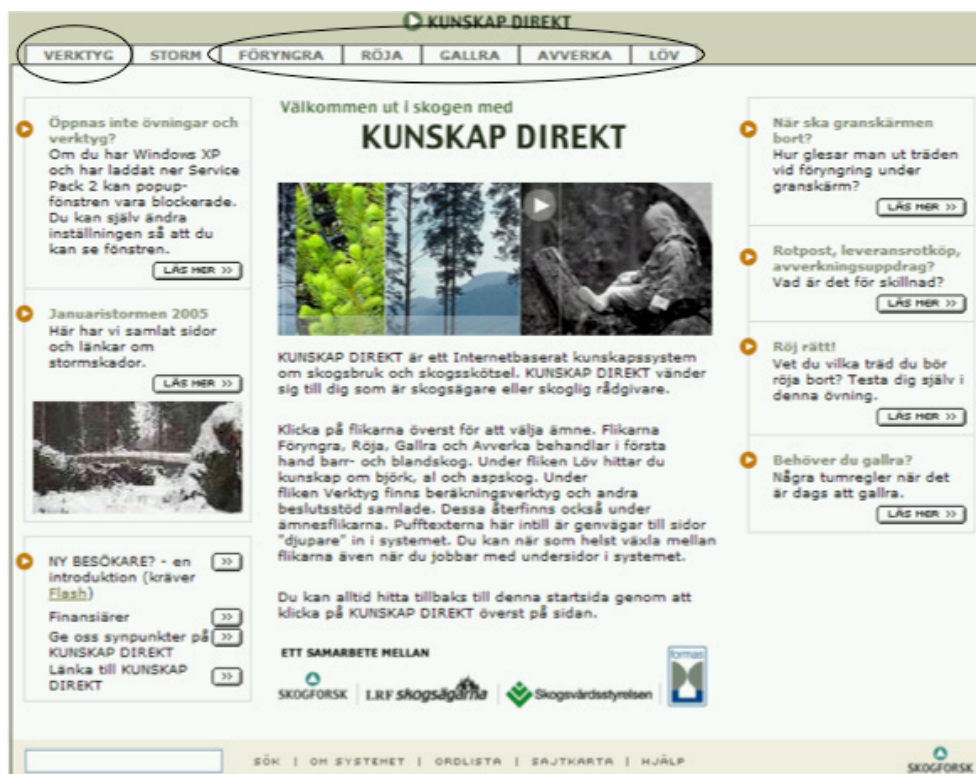 KUNSKAP DIREKT
VERKTYG STORM FÖRYNGRA RÖJA GALLRA AVVERKA LÖV
Öppnas inte övningar och
verktyg?
Om du har Windows XP
och har laddat ner Service
Pack 2 kan popup-
fönstren vara blockerade.
Du kan själv ändra
inställningen så att du
kan se fönstren.
LÄS MER >>
Januaristormen 2005
Här har vi samlat sidor
och länkar om
stormskador.
LÄS MER >>
NY BESÖKARE? - en >>
introduktion (kräver
Flash)
Finansiärer >>
Ge oss synpunkter på >>
KUNSKAP DIREKT
Länka till KUNSKAP >>
DIREKT
Välkommen ut i skogen med
KUNSKAP DIREKT
KUNSKAP DIREKT är ett Internetbaserat kunskapssystem
om skogsbruk och skogsskötsel. KUNSKAP DIREKT vänder
sig till dig som är skogsägare eller skoglig rådgivare.
Klicka på flikarna överst för att välja ämne. Flikarna
Föryngra, Röja, Gallra och Avverka behandlar i första
hand barr- och blandskog. Under fliken Löv hittar du
kunskap om björk, al och aspskog. Under
fliken Verktyg finns beräkningsverktyg och andra
beslutsstöd samlade. Dessa återfinns också under
ämnesflikarna. Pufftexterna här intill är genvägar till sidor
"djupare" in i systemet. Du kan när som helst växla mellan
flikarna även när du jobbar med undersidor i systemet.
Du kan alltid hitta tillbaks till denna startsida genom att
klicka på KUNSKAP DIREKT överst på sidan.
ETT SAMARBETE MELLAN
SKOGFORSK LRF skogsägarna Skogsvårdsstyrelsen formas
När ska granskärmen
bort?
Hur glesar man ut träden
vid föryngring under
granskärm?
LÄS MER >>
Rotpost, leveransrotköp,
avverkningsuppdrag?
Vad är det för skillnad?
LÄS MER >>
Röj rätt!
Vet du vilka träd du bör
röja bort? Testa dig själv i
denna övning.
LÄS MER >>
Behöver du gallra?
Några tumregler när det
är dags att gallra.
LÄS MER >>
SÖK | OM SYSTEMET | ORDLISTA | SAJTKARTA | HJÄLP
SKOGFORSK